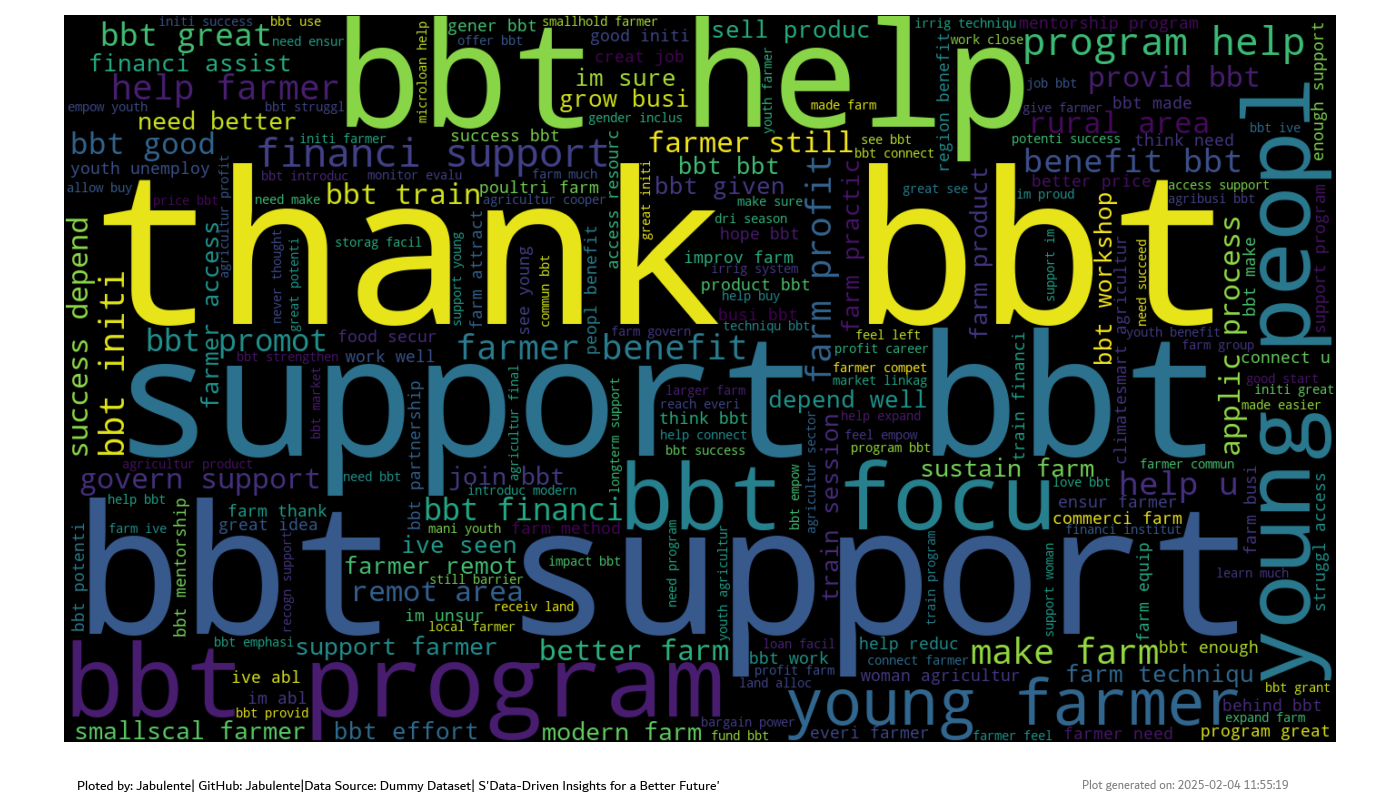 initi success
bbt use
bbt great
need ensur
financi assist
help farmer
empow youth
bbt struggl
need better
bbt good
initi farmer
youth unemploy
allow buy
price bbt
bbt help
microloan help
gener bbt
offer bbt
smallhold farmer
good initi
creat job
im sure
grow busi
gender inclus
success bbt
sell produc
youth farmer
made farm
irrig techniqu
mentorship program
work close
program help
region benefit
job bbt
provid bbt
give farmer
bbt made
rural area
potenti success
think need
bbt ive
enough support
farmer still
see bbt
bbt connect
financi support
bbt introduc
monitor evalu
farm much
bbt bbt
benefit bbt
need make
bbt train
poultri farm
agricultur cooper
access resourc
great initi
bbt given
make sure
dri season
hope bbt
farm profit
farm practic
great see
im proud
better price
access support
agribusi bbt
farm product
thank bbt
success depend
bbt initi
farmer access
agricultur profit
never thought
great potenti
storag facil
support young
farm attract
see young
commun bbt
peopl benefit
improv farm
irrig system
product bbt
help buy
busi bbt
techniqu bbt
support im
bbt workshop
climatesmart agricultur
need succeed
applic process
bbt make
young peopl
support program
bbt promot
food secur
bbt strengthen
work well
farmer benefit
farm govern
feel left
profit career
farmer compet
market linkag
youth benefit
farm group
connect u
good start
initi great
made easier
support bbt
bbt market
bbt partnership
agricultur final
longterm support
larger farm
reach everi
think bbt
help connect
bbt success
depend well
help expand
feel empow
program bbt
train financi
agricultur product
govern support
need bbt
join bbt
introduc modern
bbt focu
bbt empow
agricultur sector
train session
sustain farm
love bbt
farmer commun
help u
ensur farmer
commerci farm
financi institut
farm busi
struggl access
help bbt
farm ive
farm thank
great idea
bbt financi
mani youth
farm method
bbt potenti
bbt mentorship
recogn support
ive seen
farmer remot
still barrier
remot area
im unsur
receiv land
local farmer
impact bbt
need program
youth agricultur
train program
support woman
farm equip
learn much
bbt support
bbt emphasi
support farmer
better farm
loan facil
bbt work
profit farm
land alloc
help reduc
connect farmer
woman agricultur
make farm
bbt enough
farm techniqu
bbt grant
behind bbt
expand farm
program great
bbt program
ive abl
im abl
bbt provid
smallscal farmer
bbt effort
modern farm
bargain power
fund bbt
young farmer
everi farmer
farmer feel
farmer need
Ploted by: Jabulente| GitHub: Jabulente|Data Source: Dummy Dataset| S'Data-Driven Insights for a Better Future'
Plot generated on: 2025-02-04 11:55:19